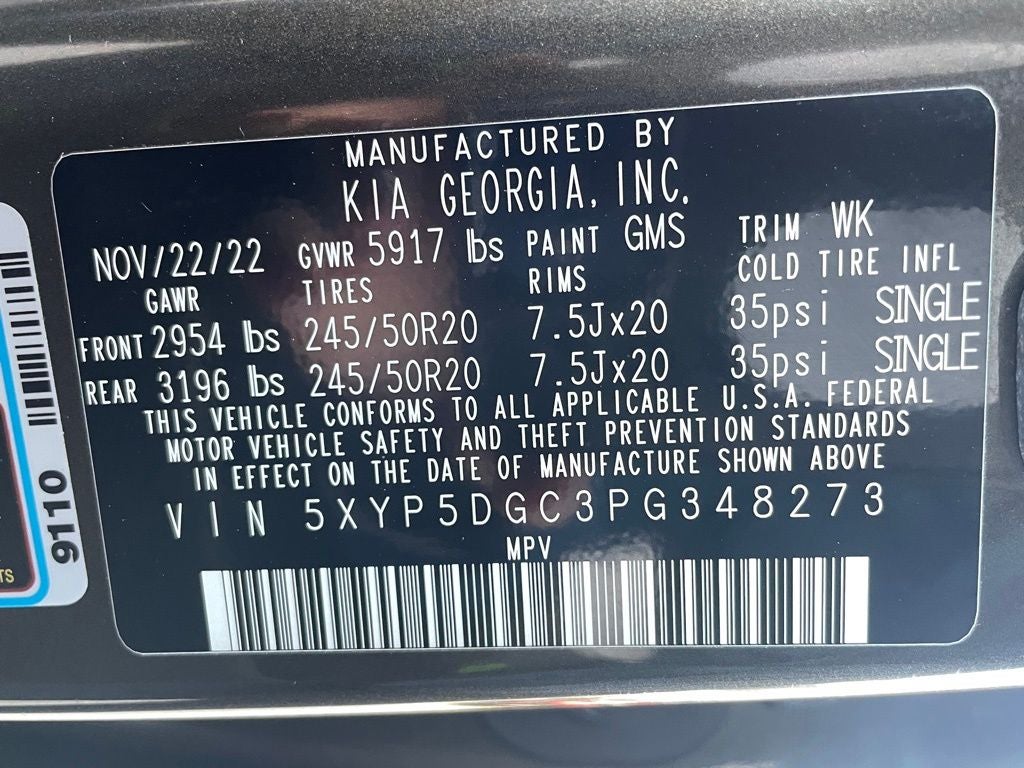 MANUFACTURED BY
KIA GEORGIA, INC.
NOV/22/22 GVWR 5917 lbs PAINT GMS TRIM WK
GAWR TIRES RIMS COLD TIRE INFL
FRONT 2954 lbs 245/50R20 7.5Jx20 35psi SINGLE
REAR 3196 lbs 245/50R20 7.5Jx20 35psi SINGLE
THIS VEHICLE CONFORMS TO ALL APPLICABLE U.S.A. FEDERAL
MOTOR VEHICLE SAFETY AND THEFT PREVENTION STANDARDS
IN EFFECT ON THE DATE OF MANUFACTURE SHOWN ABOVE
VIN 5XYP5DGC3PG348273
MPV
9110